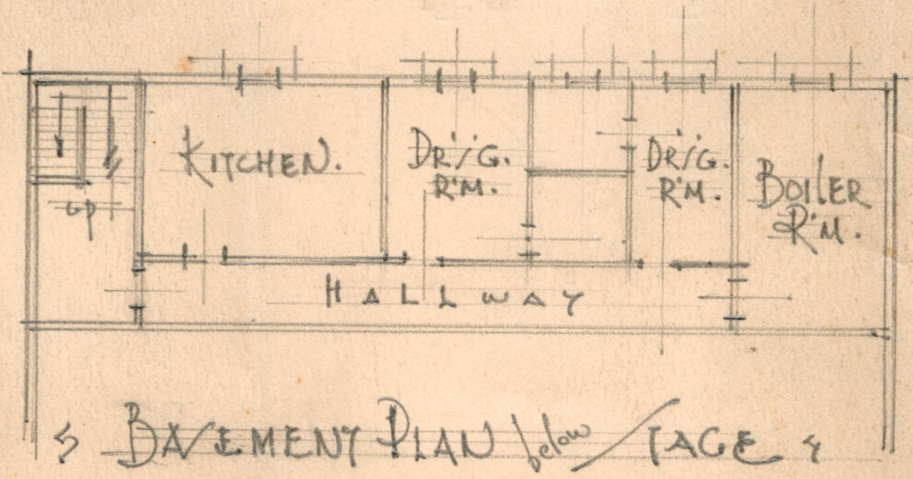 KITCHEN.
DR's'G.
R'M.
DR's'G.
R'M.
BOILER
R'M.
up
HALLWAY
BASEMENT PLAN below STAGE